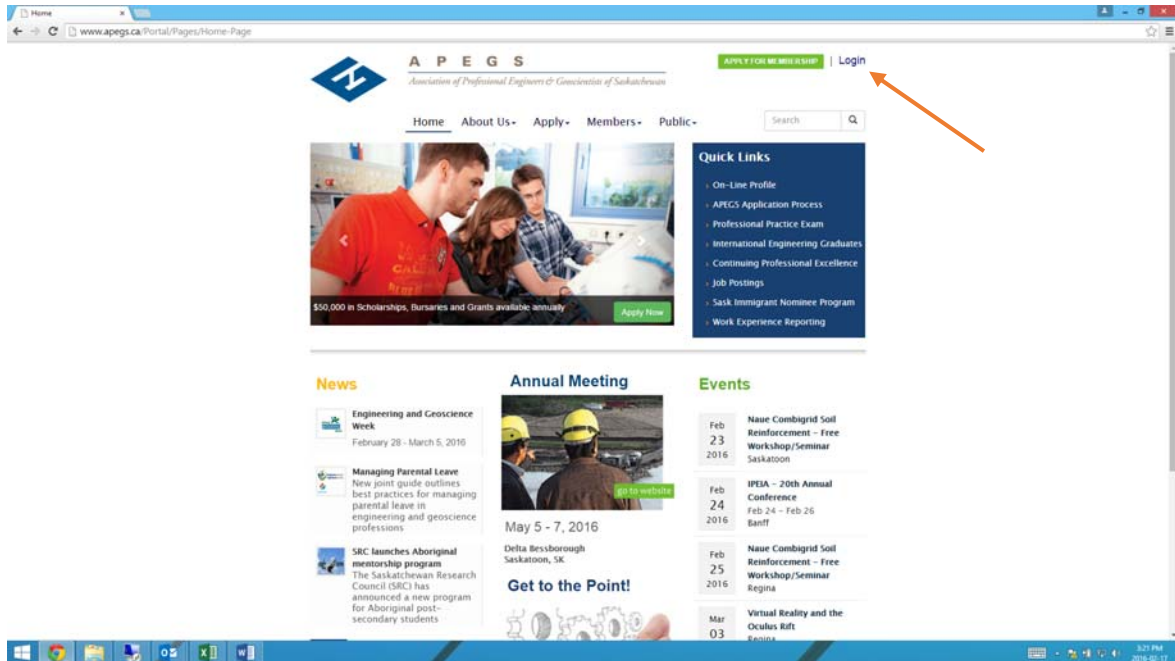 Home
www.apegs.ca/Portal/Pages/Home-Page
A P E G S
Association of Professional Engineers & Geoscientists of Saskatchewan
APPLY FOR MEMBERSHIP | Login
Home About Us Apply Members Public
Search
$50,000 in Scholarships, Bursaries and Grants available annually
Apply Now
Quick Links
On-Line Profile
APEGS Application Process
Professional Practice Exam
International Engineering Graduates
Continuing Professional Excellence
Job Postings
Sask Immigrant Nominee Program
Work Experience Reporting
News
Engineering and Geoscience
Week
February 28 - March 5, 2016
Managing Parental Leave
New joint guide outlines
best practices for managing
parental leave in
engineering and geoscience
professions
SRC launches Aboriginal
mentorship program
The Saskatchewan Research
Council (SRC) has
announced a new program
for Aboriginal post-
secondary students
Annual Meeting
go to website
May 5 - 7, 2016
Delta Bessborough
Saskatoon, SK
Get to the Point!
Events
Feb
23
2016
Naue Combigrid Soil
Reinforcement - Free
Workshop/Seminar
Saskatoon
Feb
24
2016
IPEIA - 20th Annual
Conference
Feb 24 - Feb 26
Banff
Feb
25
2016
Naue Combigrid Soil
Reinforcement - Free
Workshop/Seminar
Regina
Mar
03
Virtual Reality and the
Oculus Rift
Regina
3:21 PM
2016-02-17